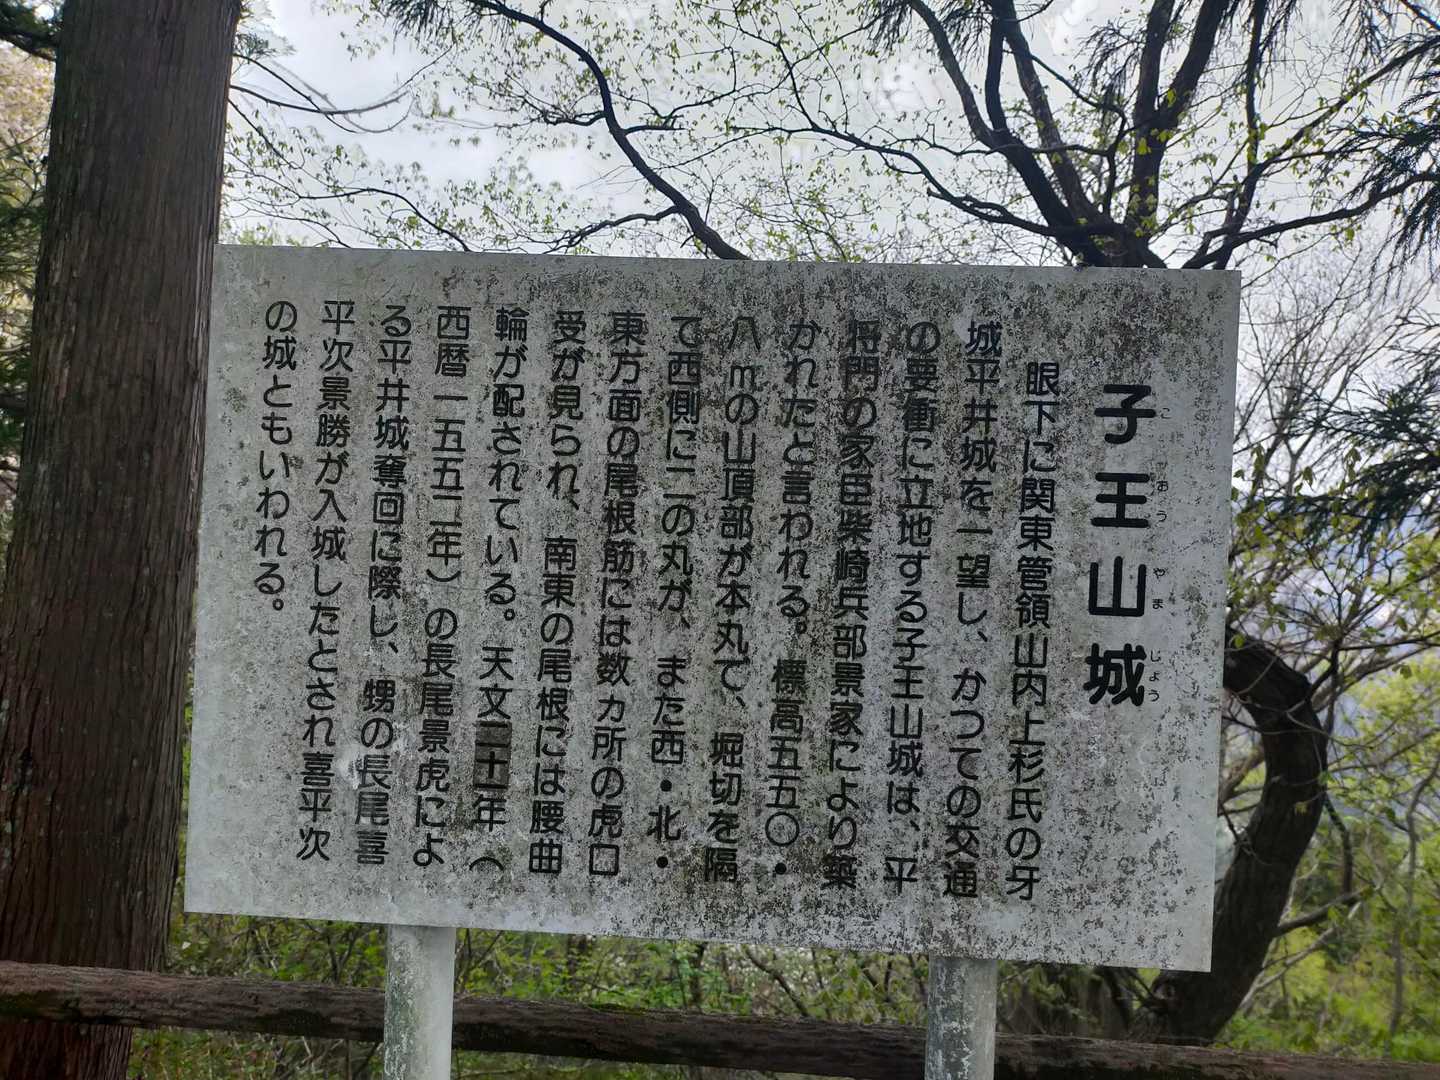 子王山城
こ おう やま じょう
眼下に関東管領山内上杉氏の牙
城平井城を一望し、かつての交通
の要衝に立地する子王山城は、平
将門の家臣柴崎兵部景家により築
かれたと言われる。標高五五〇・
八ｍの山頂部が本丸で、堀切を隔
て西側に二の丸が、また西・北・
東方面の尾根筋には数ヵ所の虎口
受が見られ、南東の尾根には腰曲
輪が配されている。天文二十一年（
西暦一五五二年）の長尾景虎によ
る平井城奪回に際し、甥の長尾喜
平次景勝が入城したとされ喜平次
の城ともいわれる。